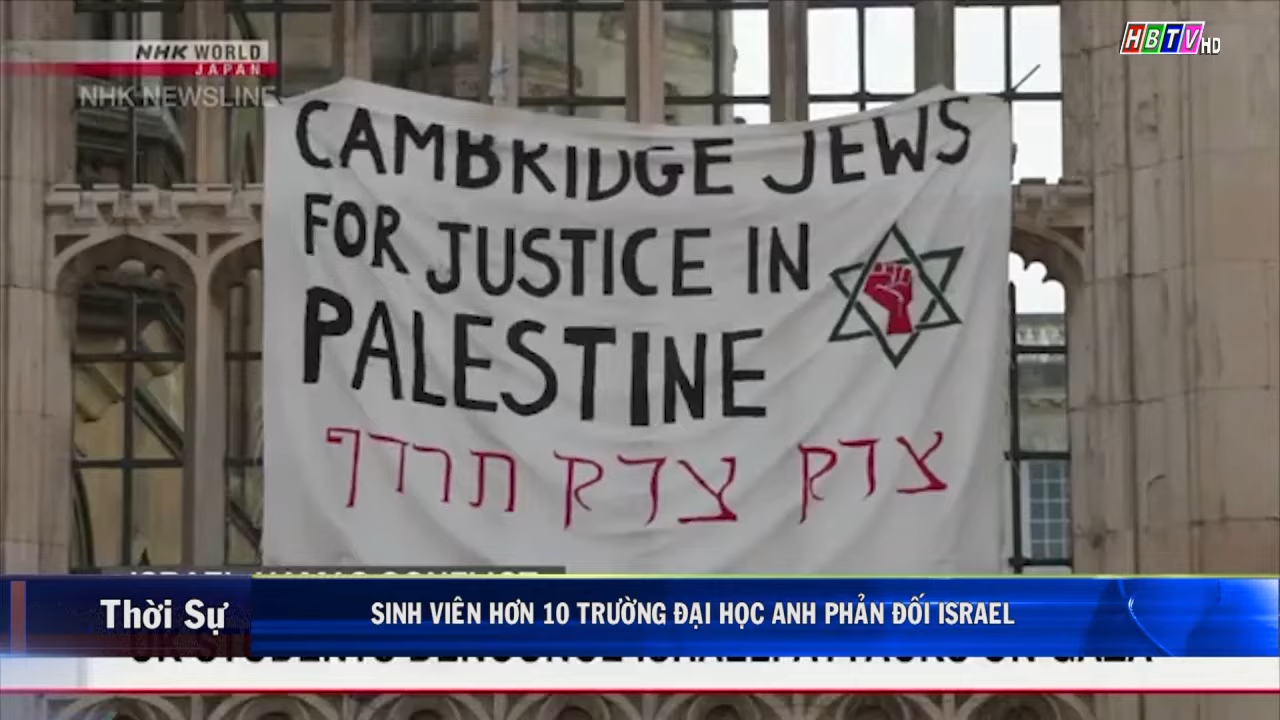 NHK WORLD
JAPAN
NHK NEWSLINE
HBTV HD
CAMBRIDGE JEWS
FOR JUSTICE IN
PALESTINE
צדק צדק תרדף
Thời Sự
SINH VIÊN HƠN 10 TRƯỜNG ĐẠI HỌC ANH PHẢN ĐỐI ISRAEL